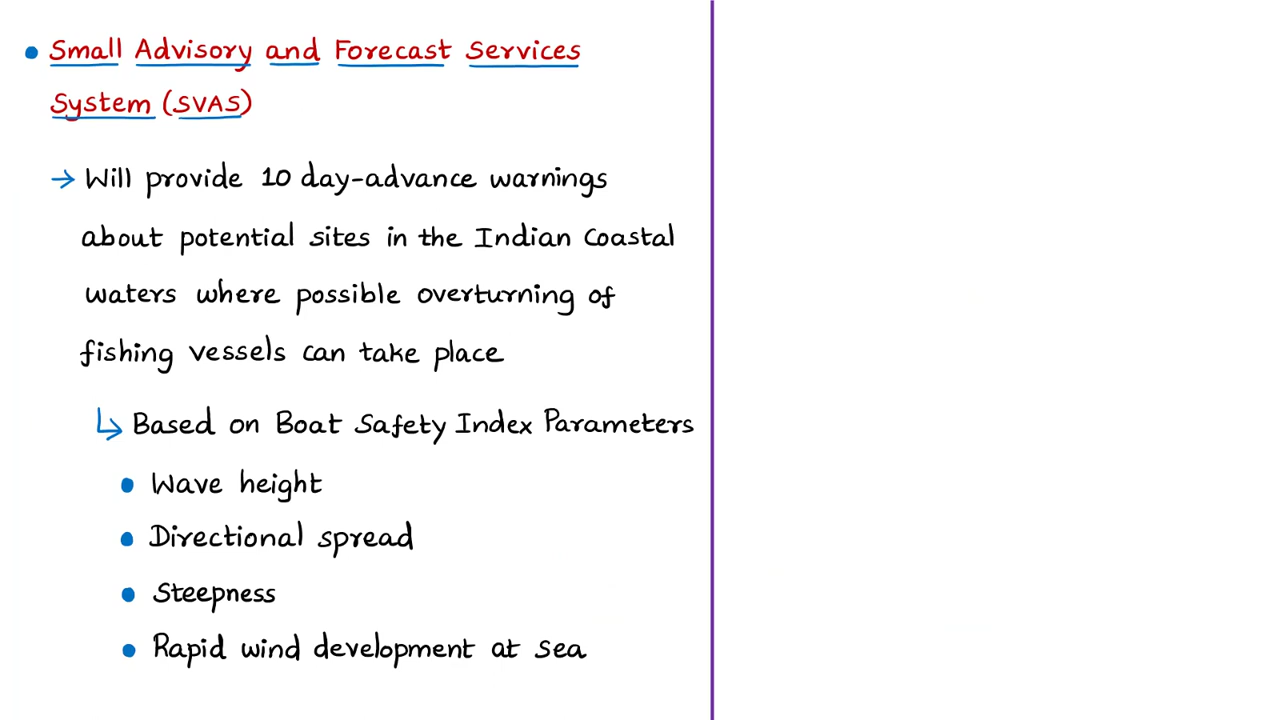 • Small Advisory and Forecast Services
System (SVAS)
→ Will provide 10 day-advance warnings
about potential sites in the Indian Coastal
waters where possible overturning of
fishing vessels can take place
↳ Based on Boat Safety Index Parameters
• Wave height
• Directional spread
• Steepness
• Rapid wind development at sea